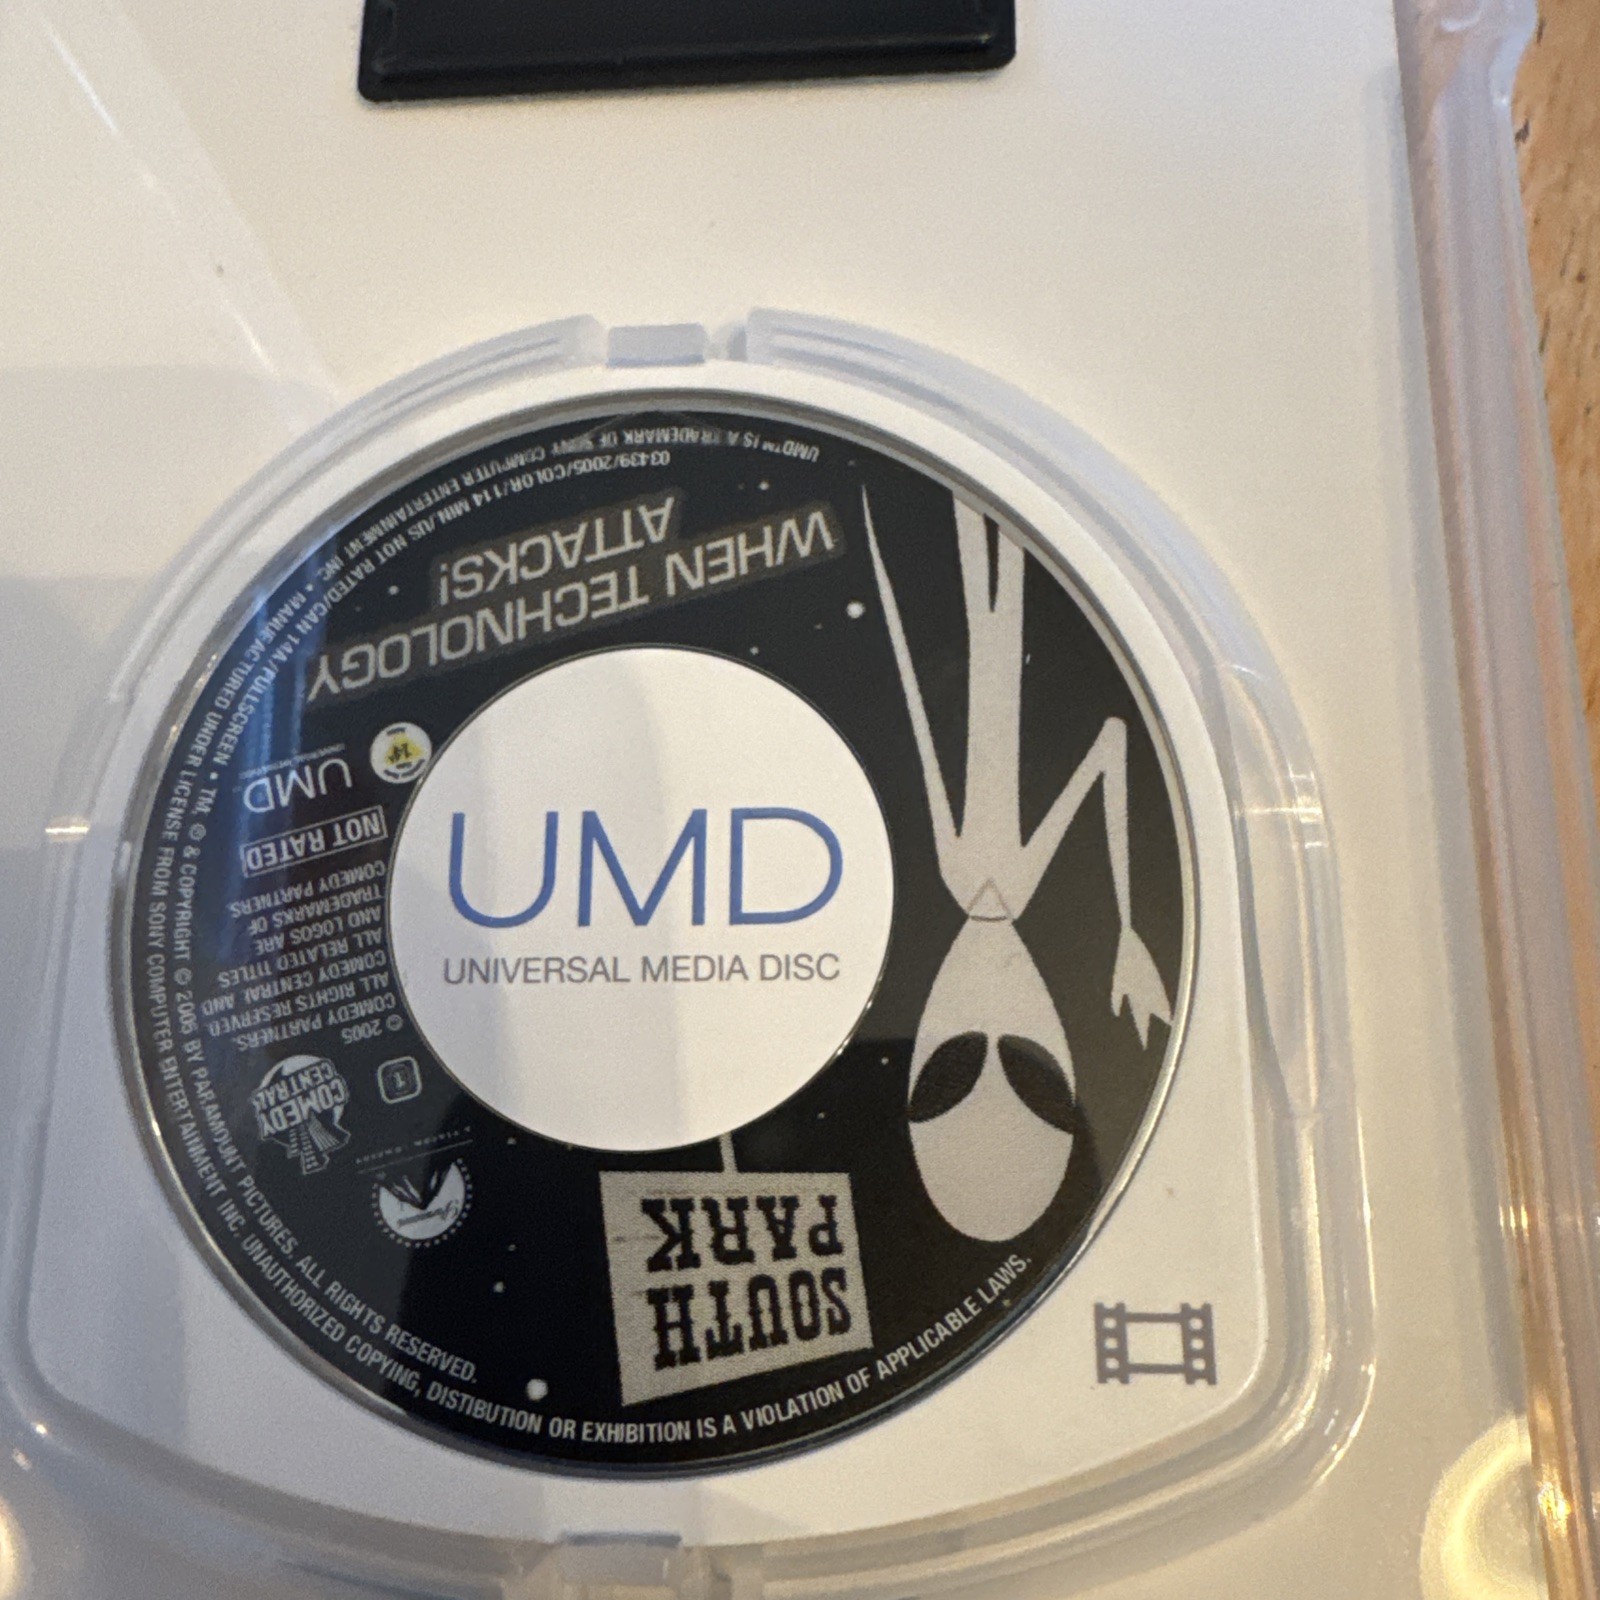 UMD
UNIVERSAL MEDIA DISC
SOUTH
PARK
WHEN TECHNOLOGY
ATTACKS!
UMD
NOT RATED
© 2005
COMEDY PARTNERS.
ALL RIGHTS RESERVED.
COMEDY CENTRAL AND
ALL RELATED TITLES
AND LOGOS ARE
TRADEMARKS OF
COMEDY PARTNERS.
14A
1
COMEDY
CENTRAL
Paramount
UMD™ IS A TRADEMARK OF SONY COMPUTER ENTERTAINMENT INC. • MANUFACTURED UNDER LICENSE FROM SONY COMPUTER ENTERTAINMENT INC. UNAUTHORIZED COPYING, DISTIBUTION OR EXHIBITION IS A VIOLATION OF APPLICABLE LAWS.
03439/2005/COLOR/114 MIN./US NOT RATED/CAN 14A/FULLSCREEN • TM, ® & COPYRIGHT © 2005 BY PARAMOUNT PICTURES. ALL RIGHTS RESERVED.